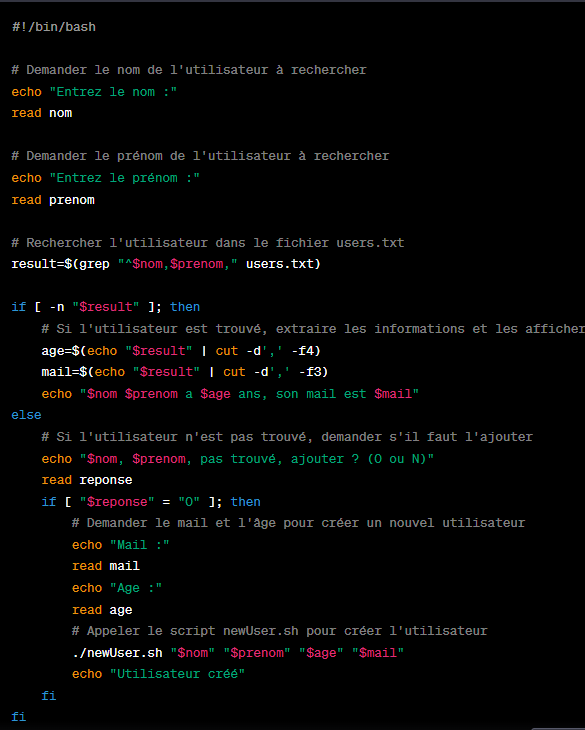 #!/bin/bash
# Demander le nom de l'utilisateur à rechercher
echo "Entrez le nom :"
read nom
# Demander le prénom de l'utilisateur à rechercher
echo "Entrez le prénom :"
read prenom
# Rechercher l'utilisateur dans le fichier users.txt
result=$(grep "^$nom,$prenom," users.txt)
if [ -n "$result" ]; then
    # Si l'utilisateur est trouvé, extraire les informations et les afficher
    age=$(echo "$result" | cut -d',' -f4)
    mail=$(echo "$result" | cut -d',' -f3)
    echo "$nom $prenom a $age ans, son mail est $mail"
else
    # Si l'utilisateur n'est pas trouvé, demander s'il faut l'ajouter
    echo "$nom, $prenom, pas trouvé, ajouter ? (O ou N)"
    read reponse
    if [ "$reponse" = "O" ]; then
        # Demander le mail et l'âge pour créer un nouvel utilisateur
        echo "Mail :"
        read mail
        echo "Age :"
        read age
        # Appeler le script newUser.sh pour créer l'utilisateur
        ./newUser.sh "$nom" "$prenom" "$age" "$mail"
        echo "Utilisateur créé"
    fi
fi